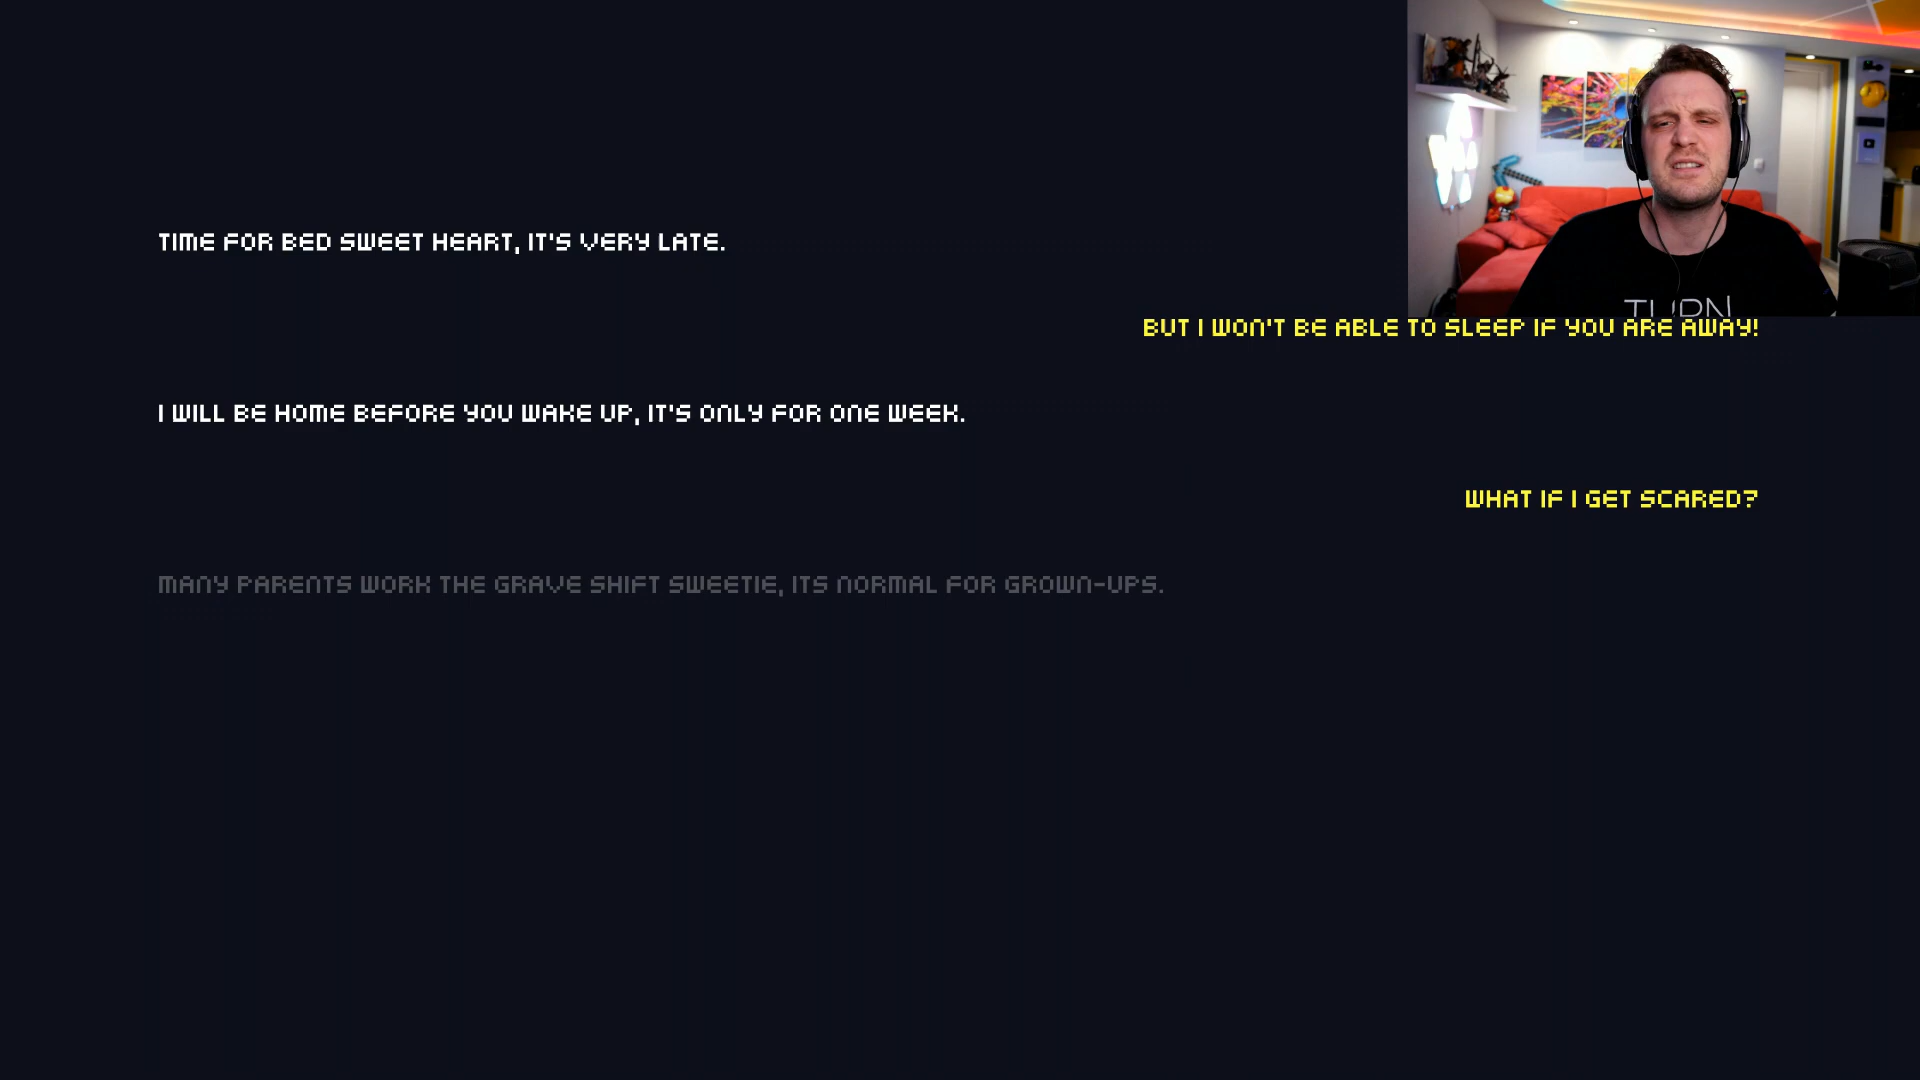 TIME FOR BED SWEET HEART, IT'S VERY LATE.
TURN
BUT I WON'T BE ABLE TO SLEEP IF YOU ARE AWAY!
I WILL BE HOME BEFORE YOU WAKE UP, IT'S ONLY FOR ONE WEEK.
WHAT IF I GET SCARED?
MANY PARENTS WORK THE GRAVE SHIFT SWEETIE, ITS NORMAL FOR GROWN-UPS.